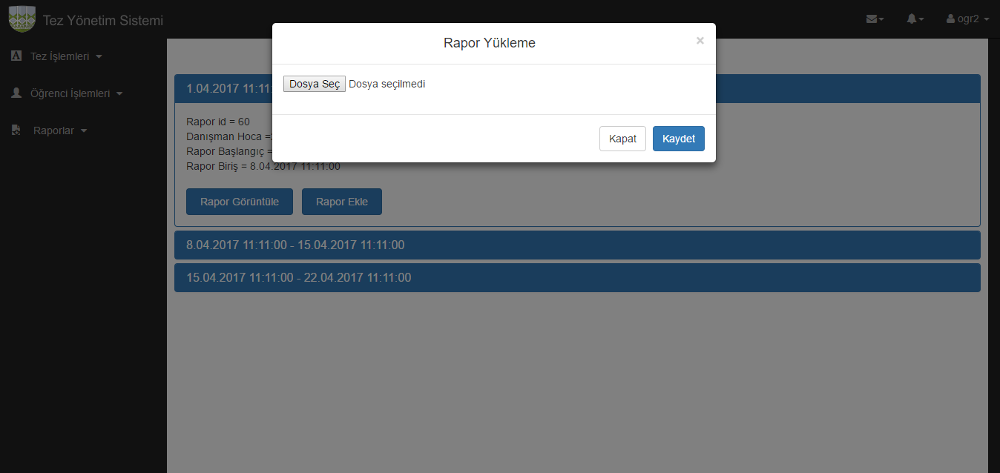 Tez Yönetim Sistemi
ogr2
Tez İşlemleri
Öğrenci İşlemleri
Raporlar
Rapor Yükleme
×
Dosya Seç Dosya seçilmedi
Kapat Kaydet
1.04.2017 11:11
Rapor id = 60
Danışman Hoca =
Rapor Başlangıç =
Rapor Biriş = 8.04.2017 11:11:00
Rapor Görüntüle Rapor Ekle
8.04.2017 11:11:00 - 15.04.2017 11:11:00
15.04.2017 11:11:00 - 22.04.2017 11:11:00